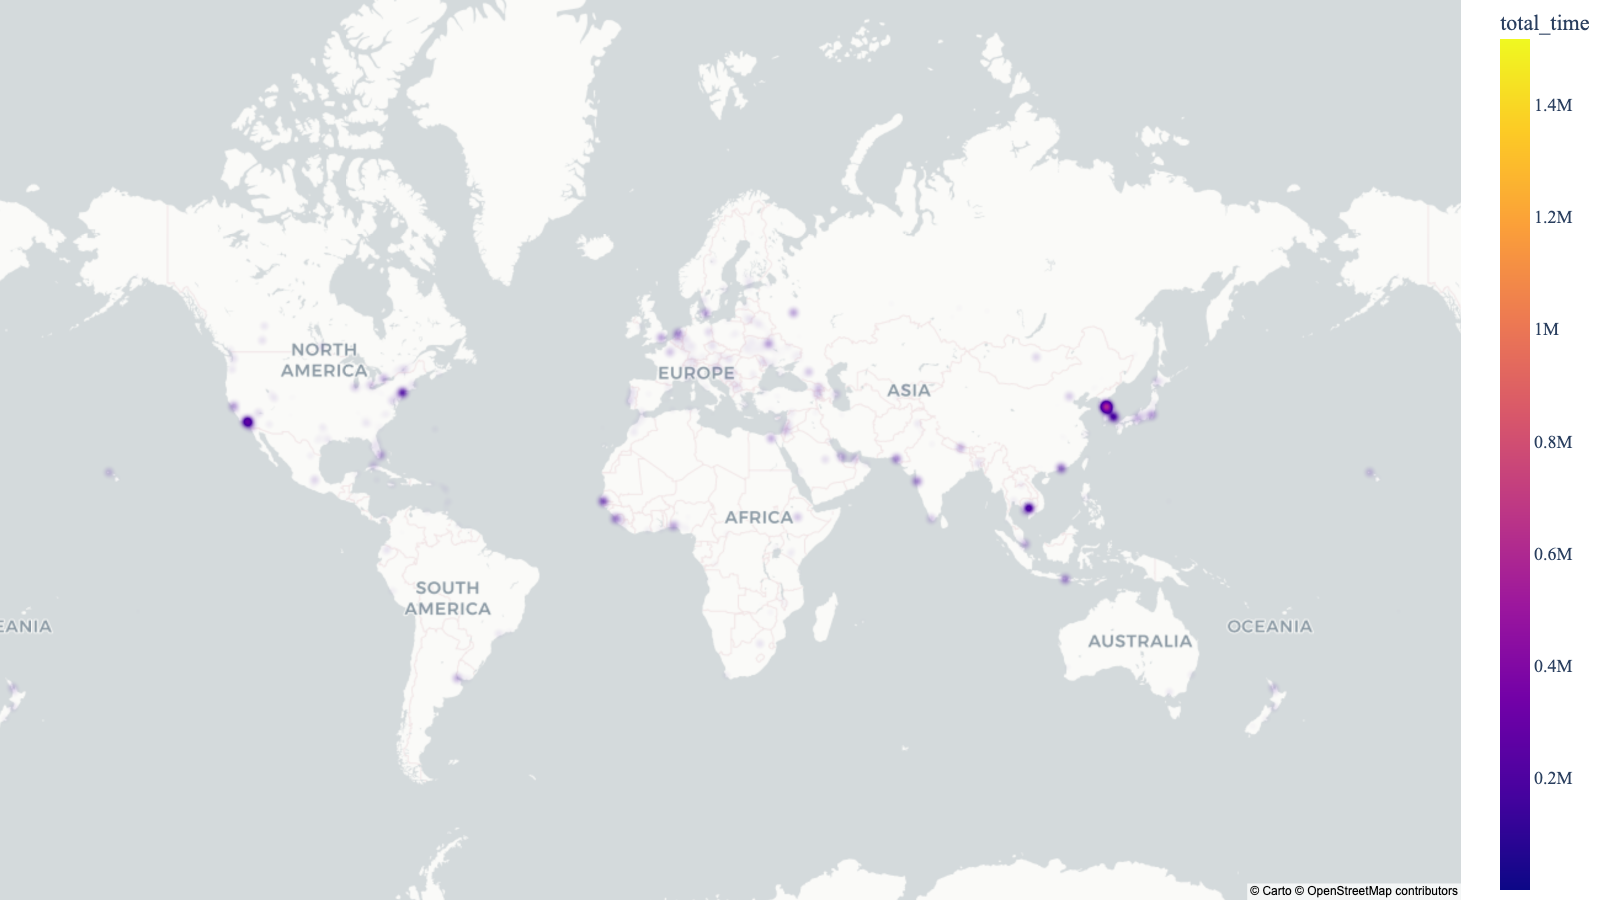 total_time
1.4M
1.2M
1M
0.8M
0.6M
0.4M
0.2M
NORTH
AMERICA
EUROPE
ASIA
AFRICA
SOUTH
AMERICA
EANIA
AUSTRALIA
OCEANIA
© Carto © OpenStreetMap contributors